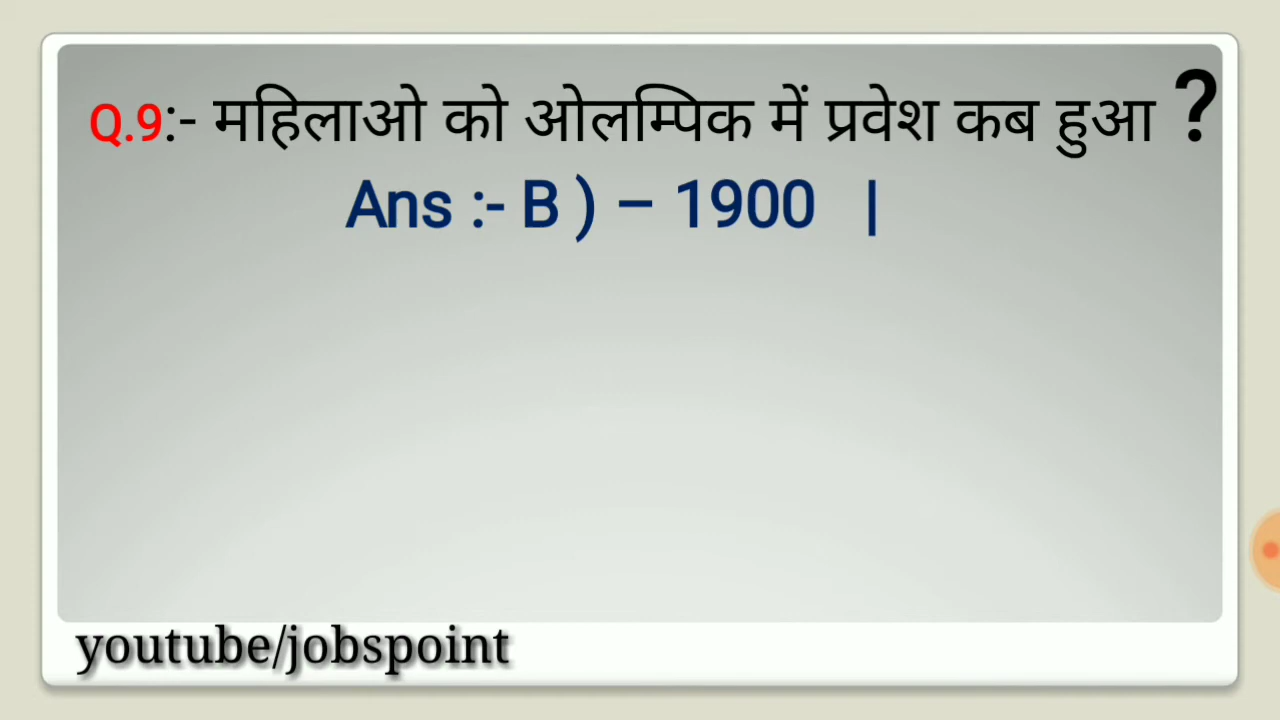 Q.9:- महिलाओ को ओलम्पिक में प्रवेश कब हुआ ?
Ans :- B ) – 1900 |
youtube/jobspoint